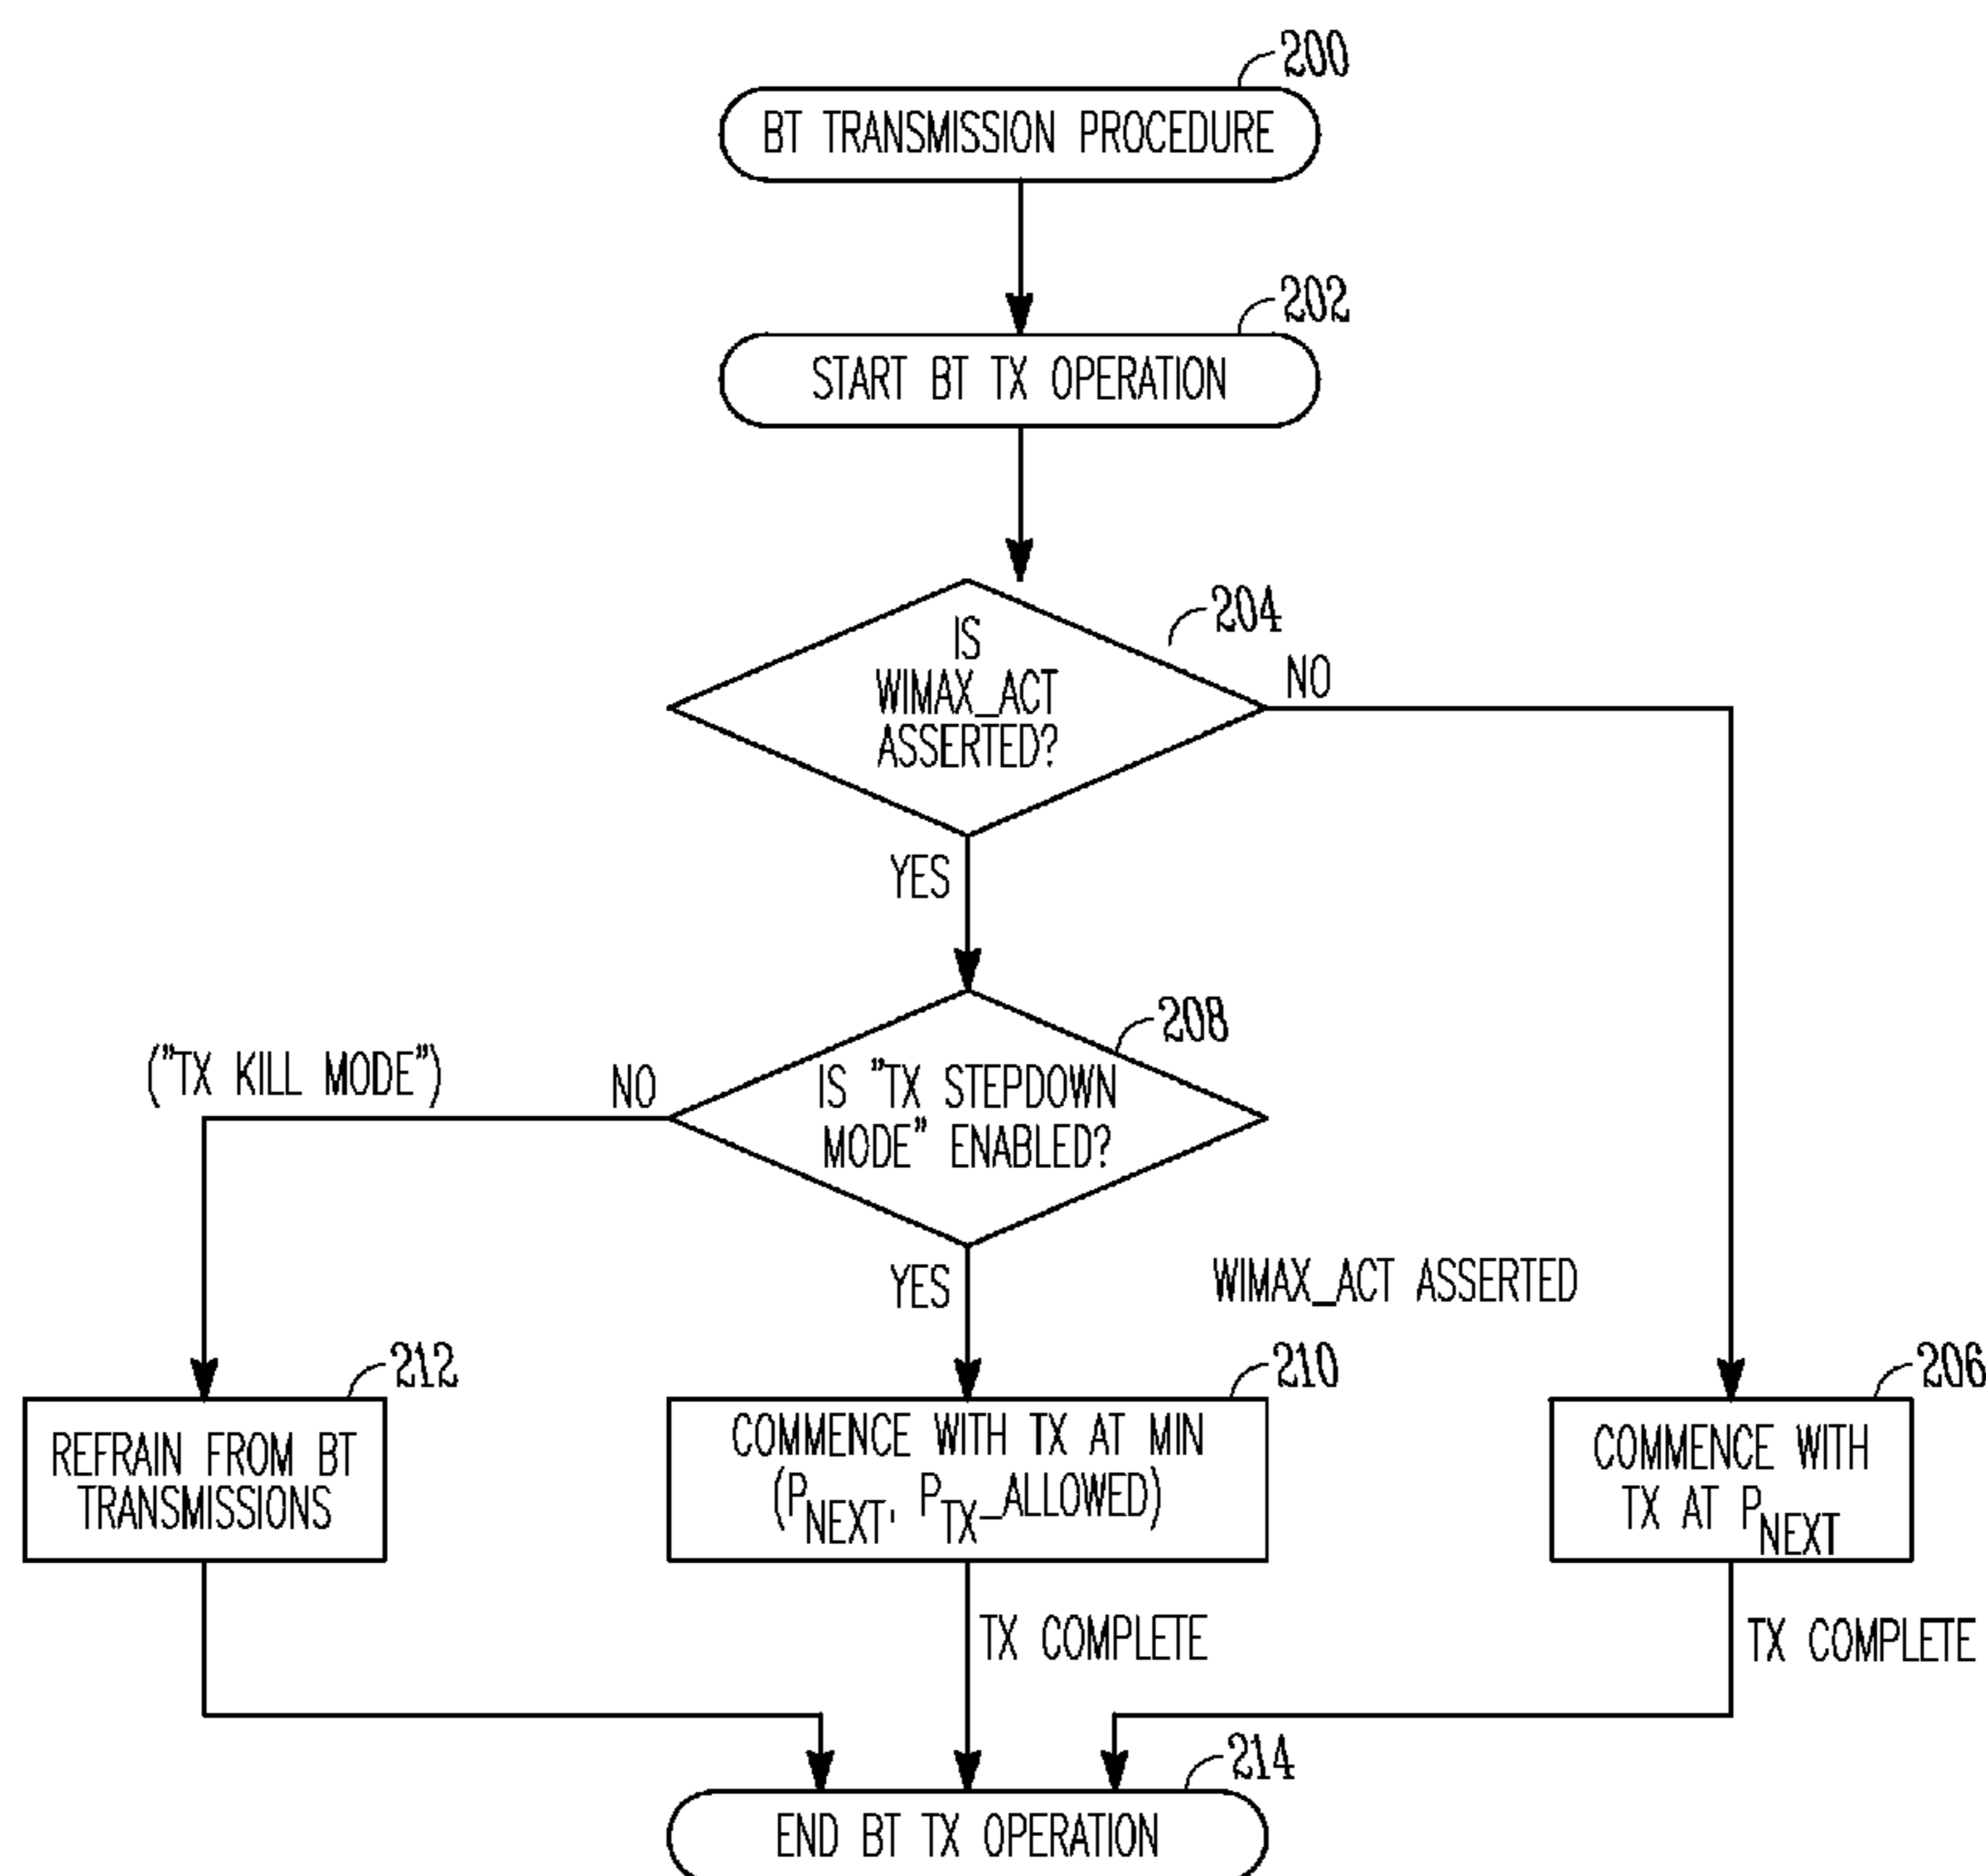 200
BT TRANSMISSION PROCEDURE
202
START BT TX OPERATION
204
IS
WIMAX_ACT
ASSERTED?
NO
YES
208
("TX KILL MODE")
NO
IS "TX STEPDOWN
MODE" ENABLED?
YES
WIMAX_ACT ASSERTED
212
REFRAIN FROM BT
TRANSMISSIONS
210
COMMENCE WITH TX AT MIN
(PNEXT, PTX_ALLOWED)
206
COMMENCE WITH
TX AT PNEXT
TX COMPLETE
TX COMPLETE
214
END BT TX OPERATION